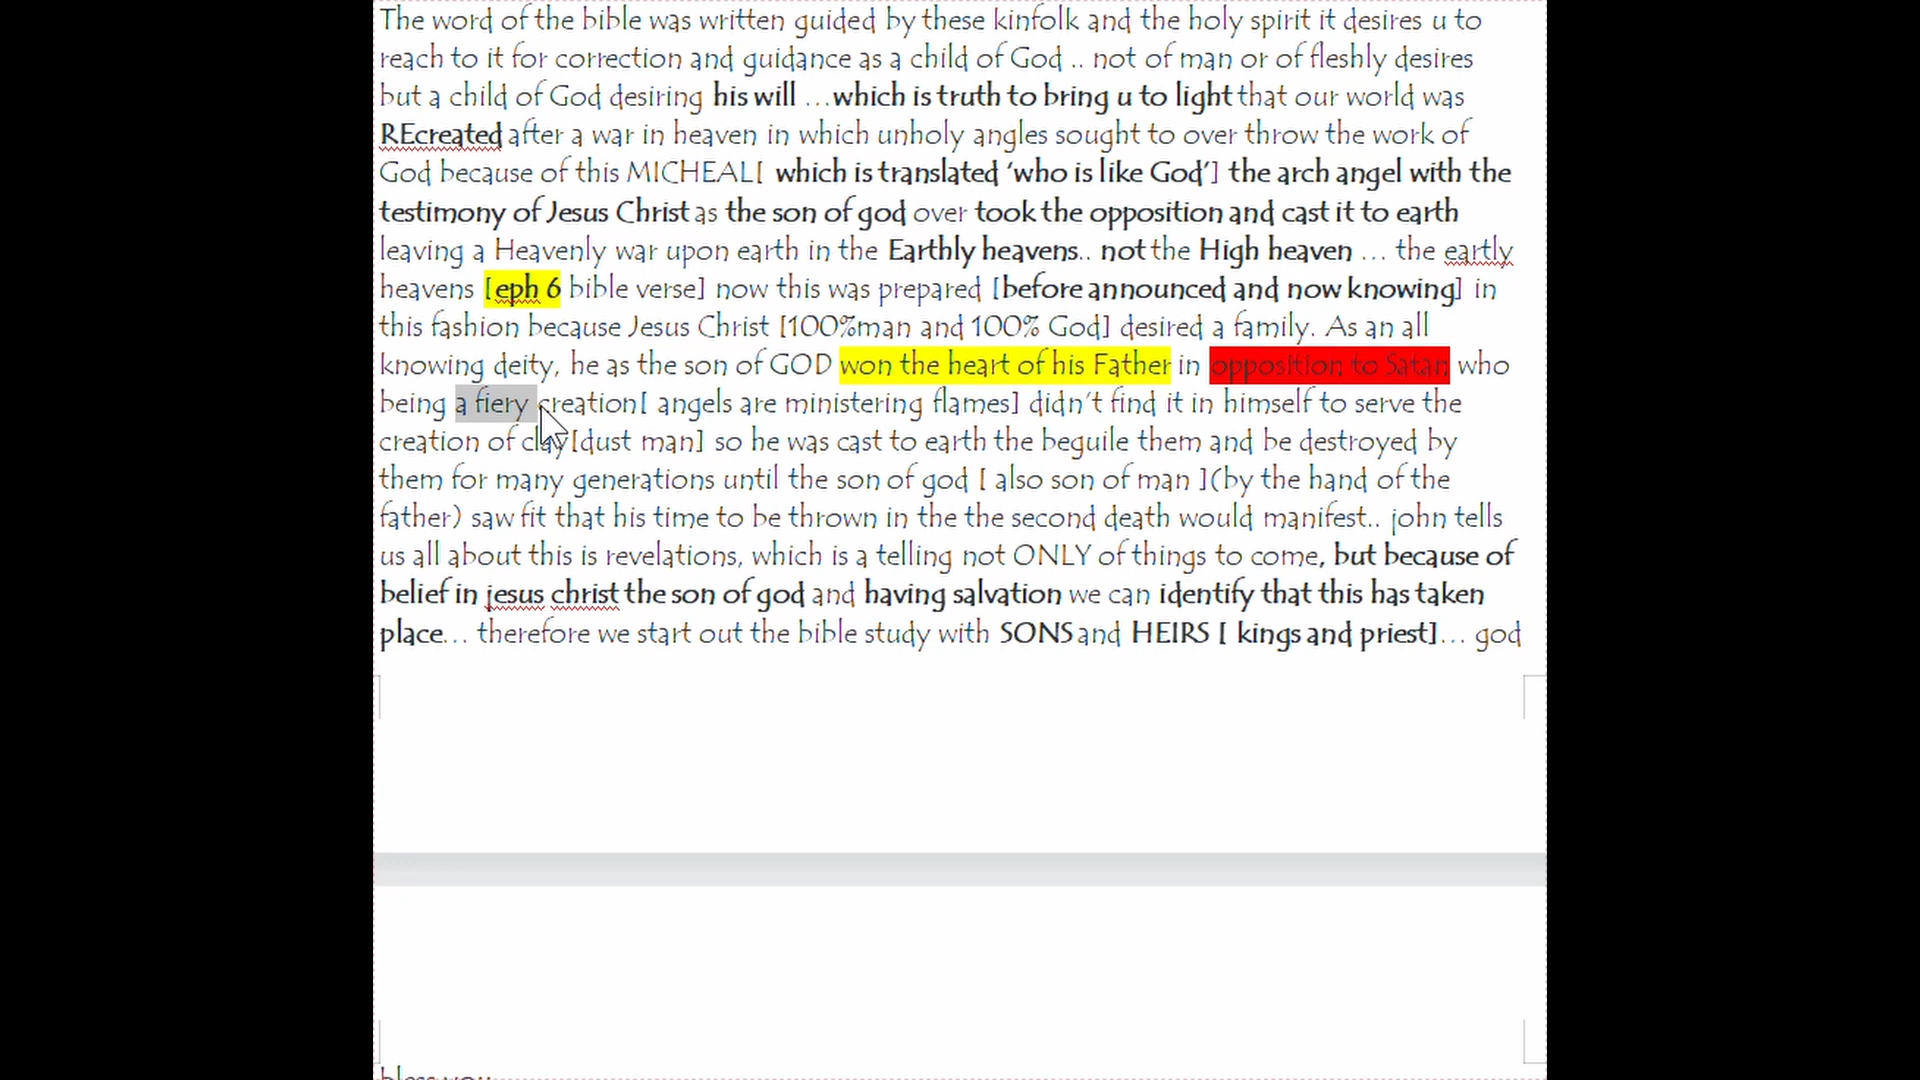 The word of the bible was written guided by these kinfolk and the holy spirit it desires u to
reach to it for correction and guidance as a child of God .. not of man or of fleshly desires
but a child of God desiring his will ...which is truth to bring u to light that our world was
REcreated after a war in heaven in which unholy angles sought to over throw the work of
God because of this MICHEAL[ which is translated ‘who is like God’] the arch angel with the
testimony of Jesus Christ as the son of god over took the opposition and cast it to earth
leaving a Heavenly war upon earth in the Earthly heavens.. not the High heaven ... the eartly
heavens [eph 6 bible verse] now this was prepared [before announced and now knowing] in
this fashion because Jesus Christ [100%man and 100% God] desired a family. As an all
knowing deity, he as the son of GOD won the heart of his Father in opposition to Satan who
being a fiery creation[ angels are ministering flames] didn’t find it in himself to serve the
creation of clay[dust man] so he was cast to earth the beguile them and be destroyed by
them for many generations until the son of god [ also son of man ](by the hand of the
father) saw fit that his time to be thrown in the the second death would manifest.. john tells
us all about this is revelations, which is a telling not ONLY of things to come, but because of
belief in jesus christ the son of god and having salvation we can identify that this has taken
place... therefore we start out the bible study with SONS and HEIRS [ kings and priest]... god
bless you